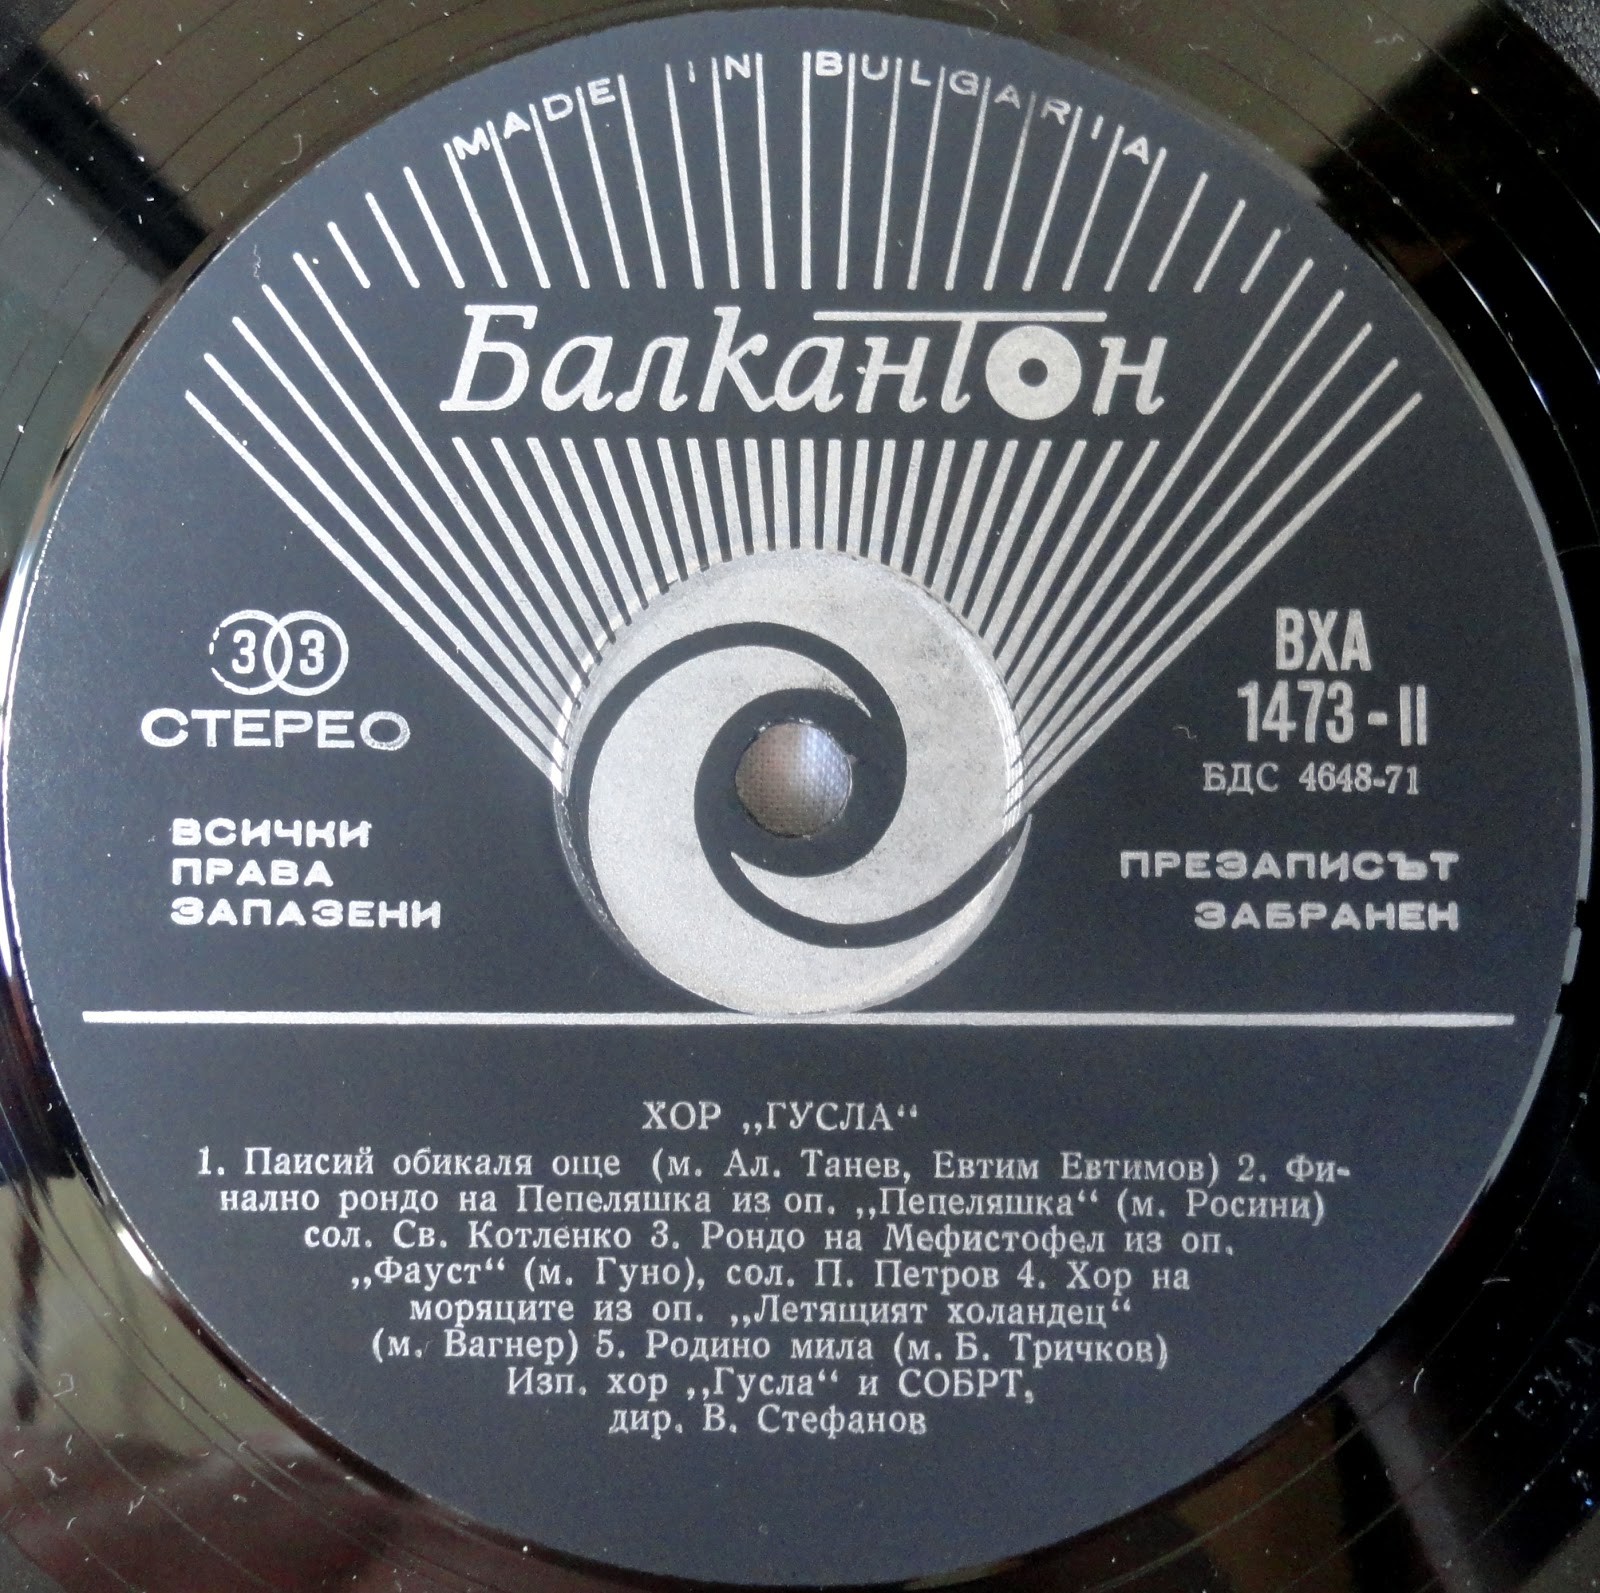 MADE IN BULGARIA
Балкантон
33
СТЕРЕО
ВСИЧКИ
ПРАВА
ЗАПАЗЕНИ
ВХА
1473-II
БДС 4648-71
ПРЕЗАПИСЪТ
ЗАБРАНЕН
ХОР „ГУСЛА“
1. Паисий обикаля още (м. Ал. Танев, Евтим Евтимов) 2. Фи-
нално рондо на Пепеляшка из оп. „Пепеляшка“ (м. Росини)
сол. Св. Котленко 3. Рондо на Мефистофел из оп.
„Фауст“ (м. Гуно), сол. П. Петров 4. Хор на
моряците из оп. „Летящият холандец“
(м. Вагнер) 5. Родино мила (м. Б. Тричков)
Изп. хор „Гусла“ и СОБРТ,
дир. В. Стефанов